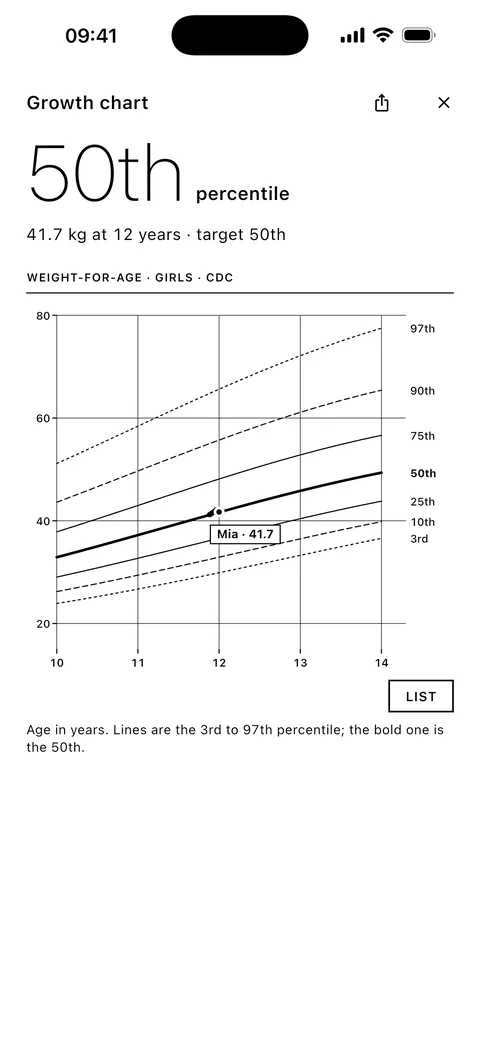 09:41
Growth chart
50th percentile
41.7 kg at 12 years · target 50th
WEIGHT-FOR-AGE · GIRLS · CDC
80
97th
90th
60
75th
50th
25th
40
10th
Mia · 41.7
3rd
20
10 11 12 13 14
LIST
Age in years. Lines are the 3rd to 97th percentile; the bold one is
the 50th.